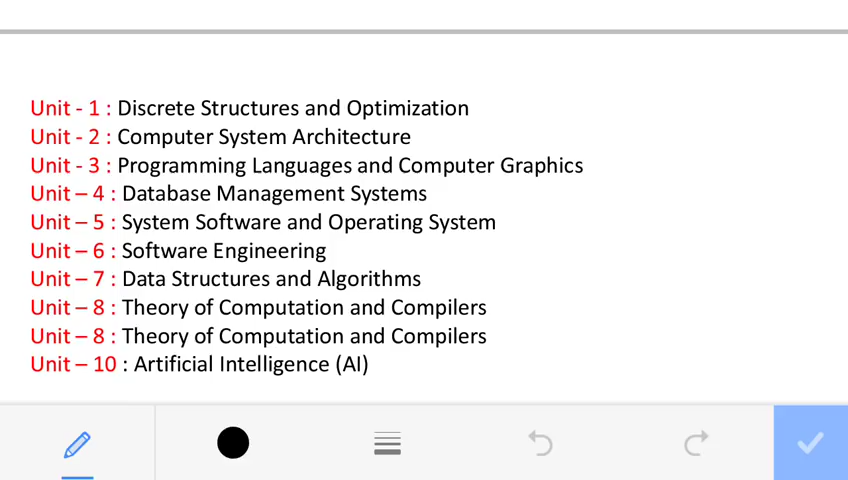 Unit - 1 : Discrete Structures and Optimization
Unit - 2 : Computer System Architecture
Unit - 3 : Programming Languages and Computer Graphics
Unit – 4 : Database Management Systems
Unit – 5 : System Software and Operating System
Unit – 6 : Software Engineering
Unit – 7 : Data Structures and Algorithms
Unit – 8 : Theory of Computation and Compilers
Unit – 8 : Theory of Computation and Compilers
Unit – 10 : Artificial Intelligence (AI)